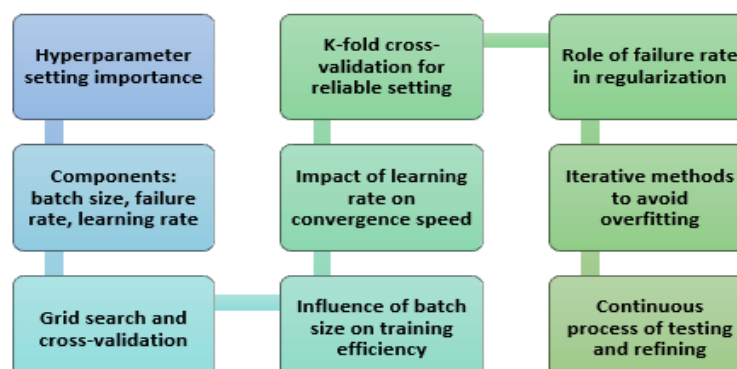 Hyperparameter
setting importance
Components:
batch size, failure
rate, learning rate
Grid search and
cross-validation
Influence of batch
size on training
efficiency
Impact of learning
rate on
convergence speed
K-fold cross-
validation for
reliable setting
Role of failure rate
in regularization
Iterative methods
to avoid
overfitting
Continuous
process of testing
and refining